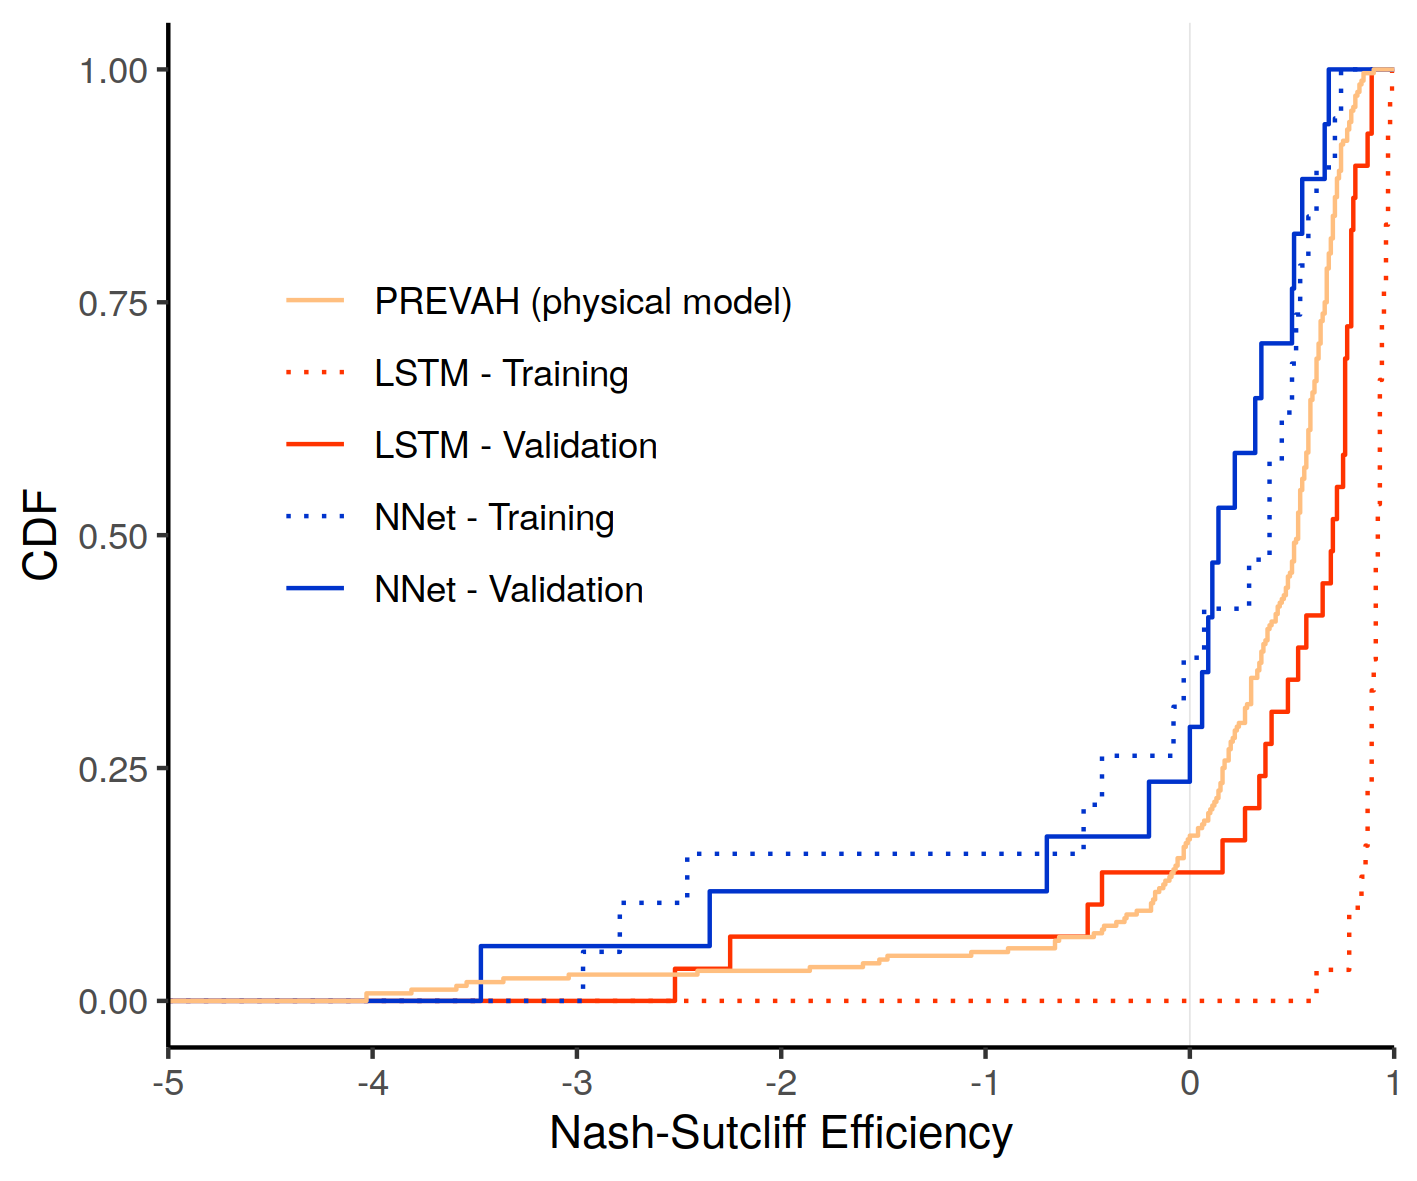 1.00
0.75
0.50
0.25
0.00
CDF
PREVAH (physical model)
LSTM - Training
LSTM - Validation
NNet - Training
NNet - Validation
-5 -4 -3 -2 -1 0 1
Nash-Sutcliff Efficiency